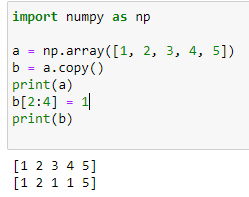 import numpy as np
a = np.array([1, 2, 3, 4, 5])
b = a.copy()
print(a)
b[2:4] = 1
print(b)
[1 2 3 4 5]
[1 2 1 1 5]